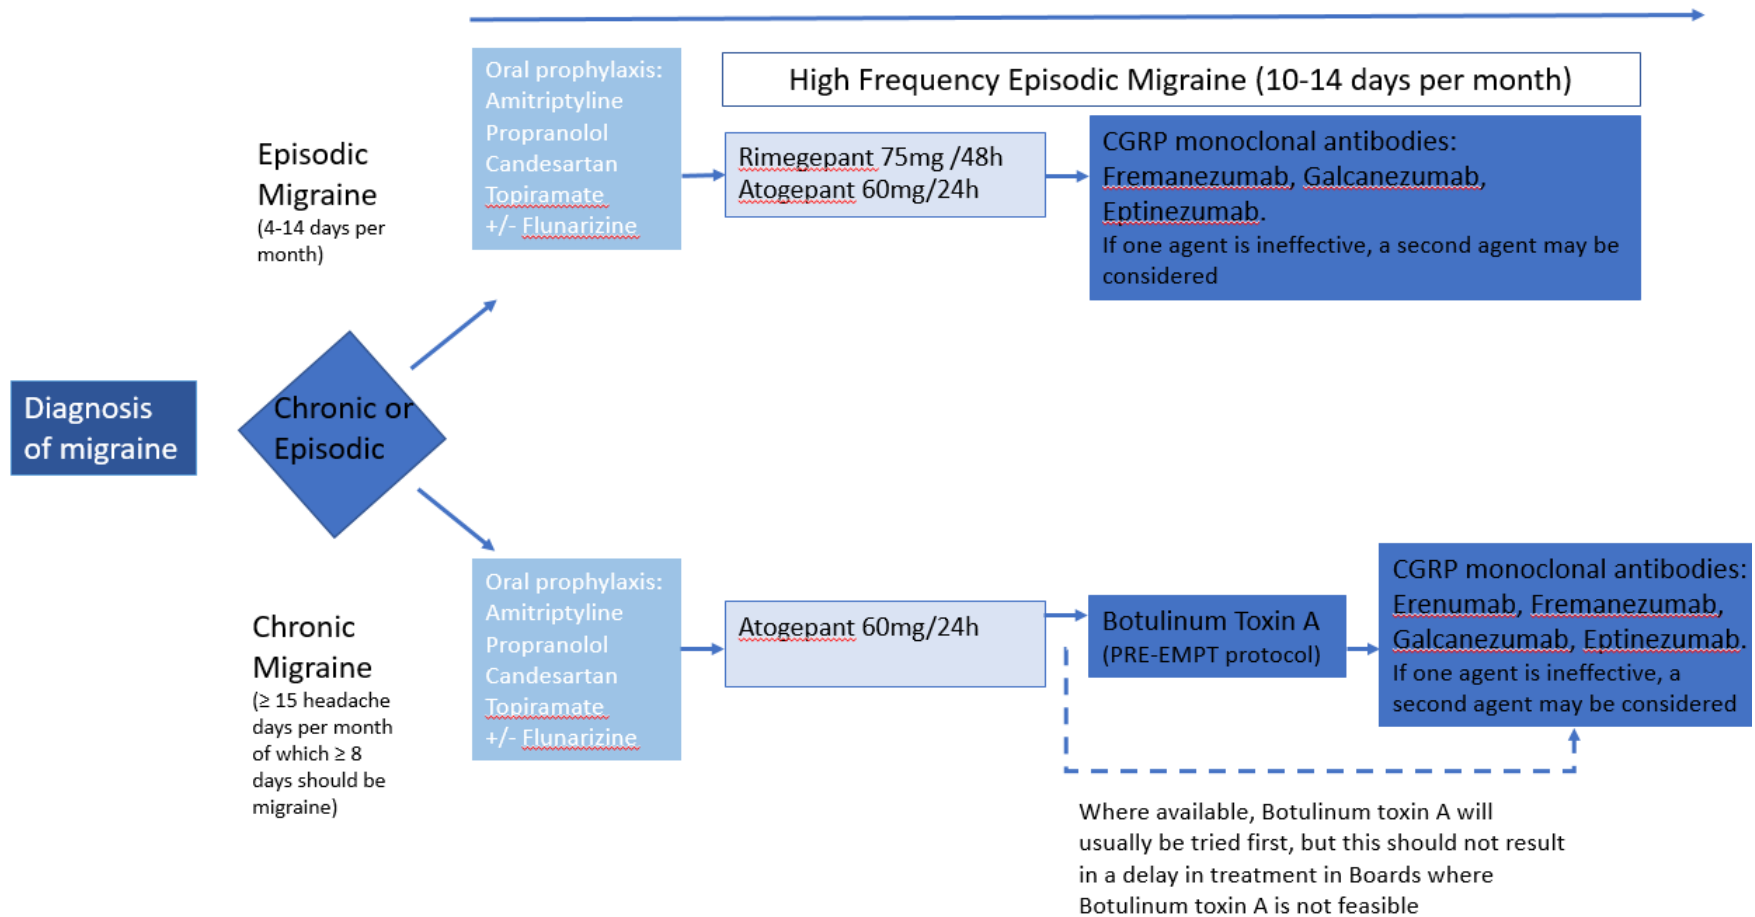 Diagnosis
of migraine
Chronic or
Episodic
Episodic
Migraine
(4-14 days per
month)
Oral prophylaxis:
Amitriptyline
Propranolol
Candesartan
Topiramate
+/- Flunarizine
High Frequency Episodic Migraine (10-14 days per month)
Rimegepant 75mg /48h
Atogepant 60mg/24h
CGRP monoclonal antibodies:
Fremanezumab, Galcanezumab,
Eptinezumab.
If one agent is ineffective, a second agent may be
considered
Chronic
Migraine
(≥ 15 headache
days per month
of which ≥ 8
days should be
migraine)
Oral prophylaxis:
Amitriptyline
Propranolol
Candesartan
Topiramate
+/- Flunarizine
Atogepant 60mg/24h
Botulinum Toxin A
(PRE-EMPT protocol)
CGRP monoclonal antibodies:
Erenumab, Fremanezumab,
Galcanezumab, Eptinezumab.
If one agent is ineffective, a
second agent may be considered
Where available, Botulinum toxin A will
usually be tried first, but this should not result
in a delay in treatment in Boards where
Botulinum toxin A is not feasible